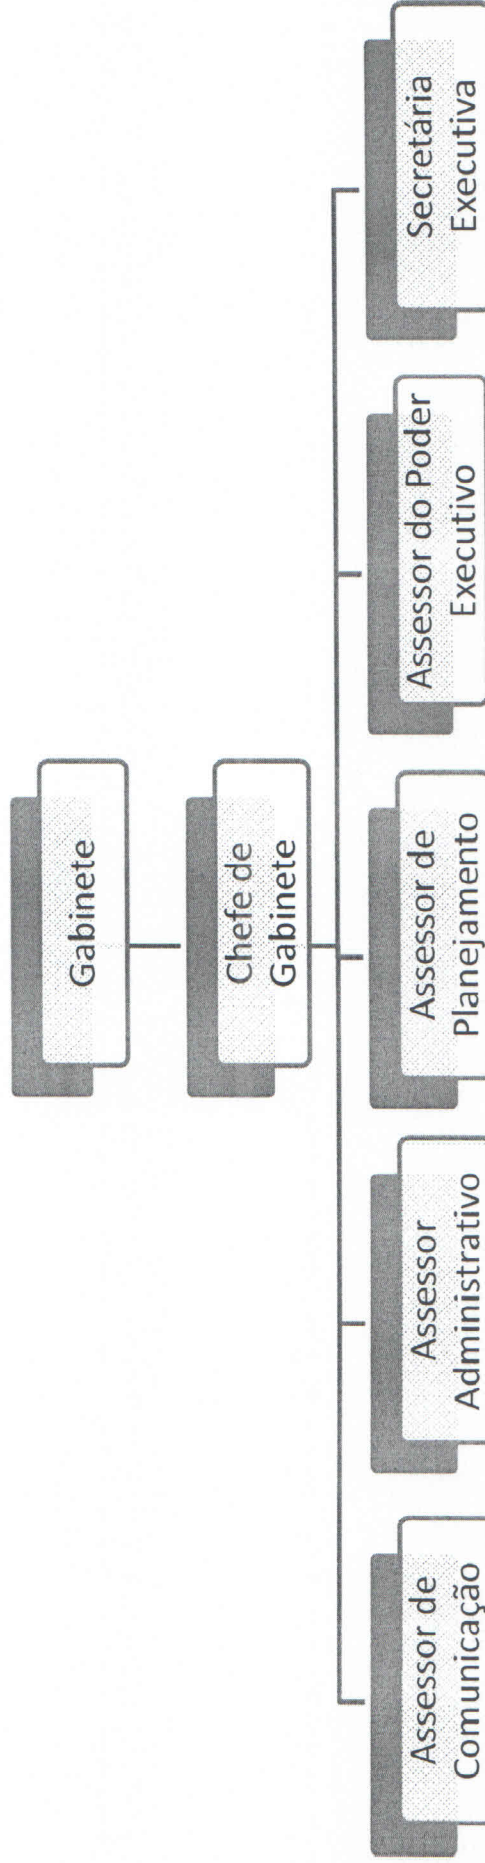 Gabinete
Chefe de
Gabinete
Assessor de
Comunicação
Assessor
Administrativo
Assessor de
Planejamento
Assessor do Poder
Executivo
Secretária
Executiva